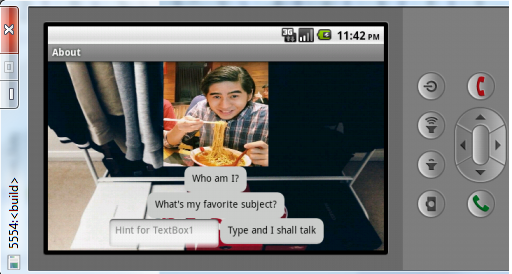 5554:<build>
3G
11:42 PM
About
Who am I?
What's my favorite subject?
Hint for TextBox1
Type and I shall talk